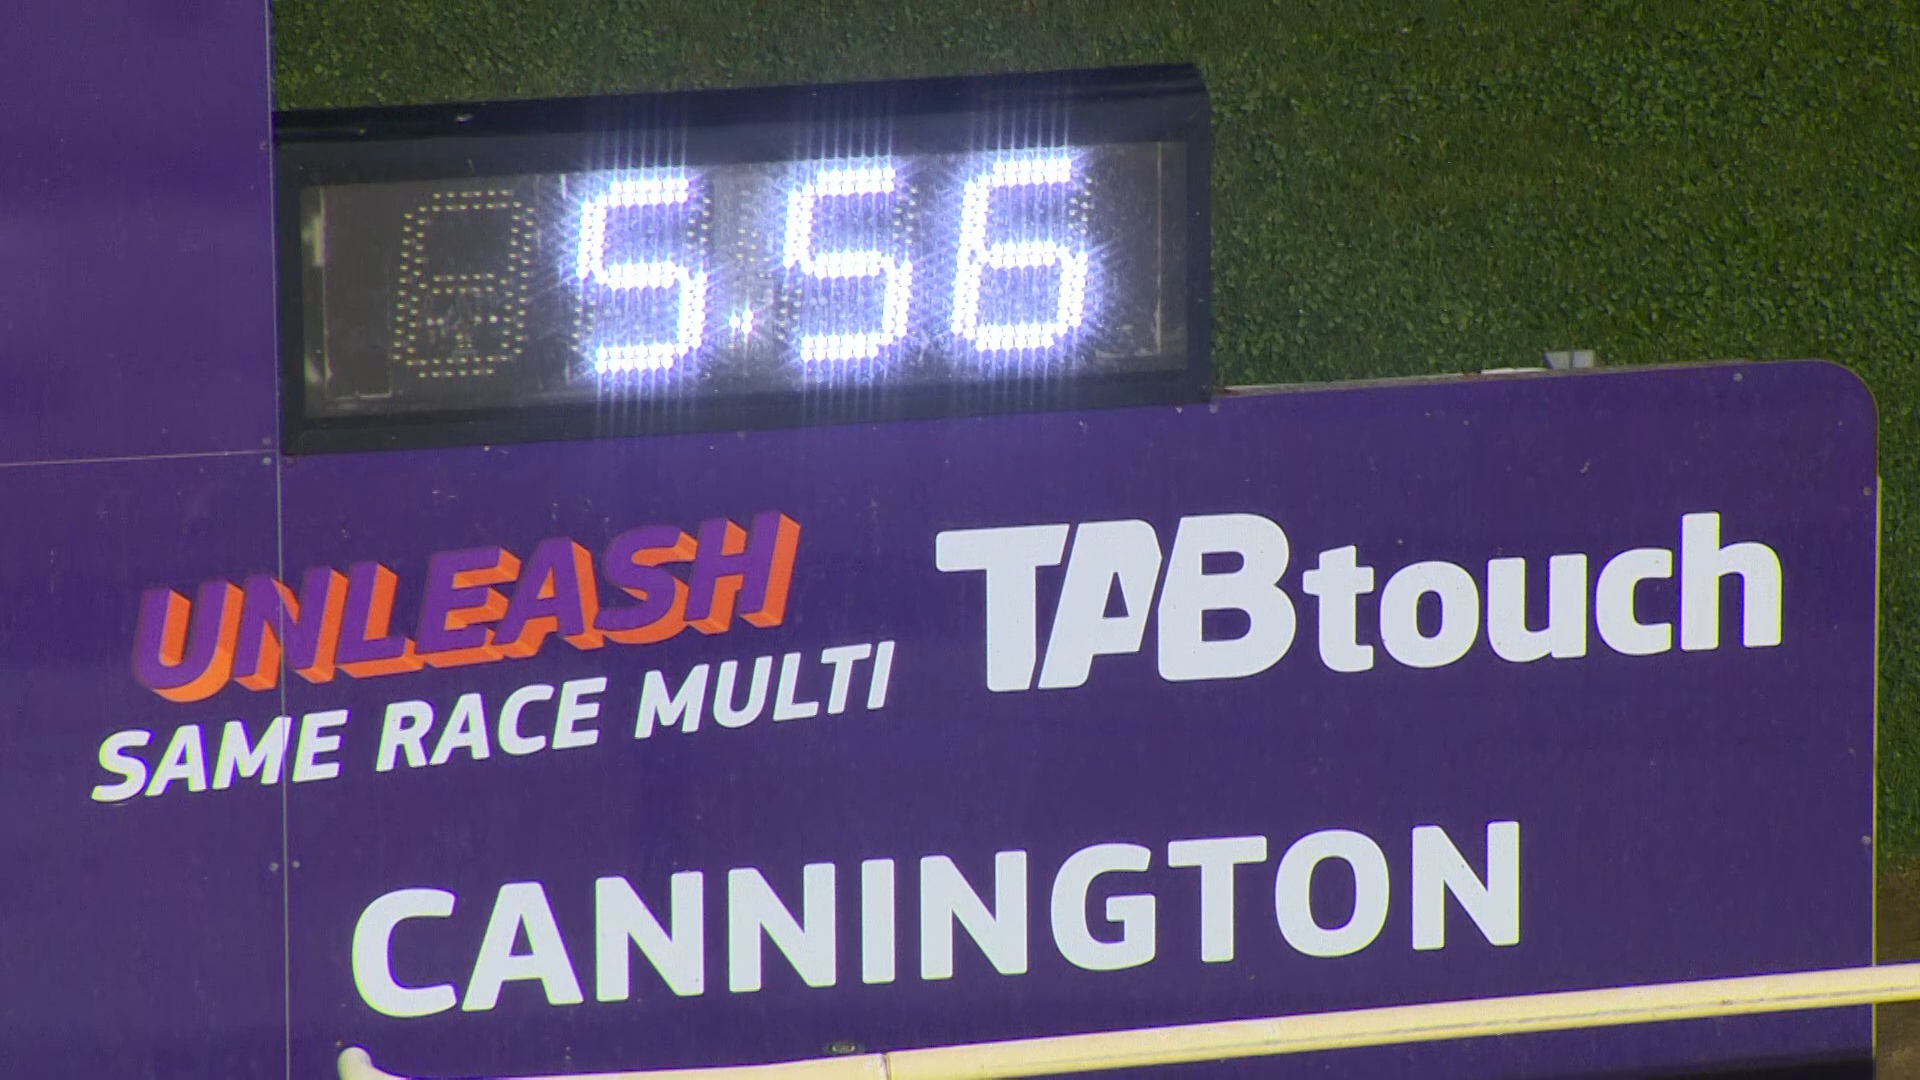 5.56
UNLEASH
SAME RACE MULTI
TABtouch
CANNINGTON